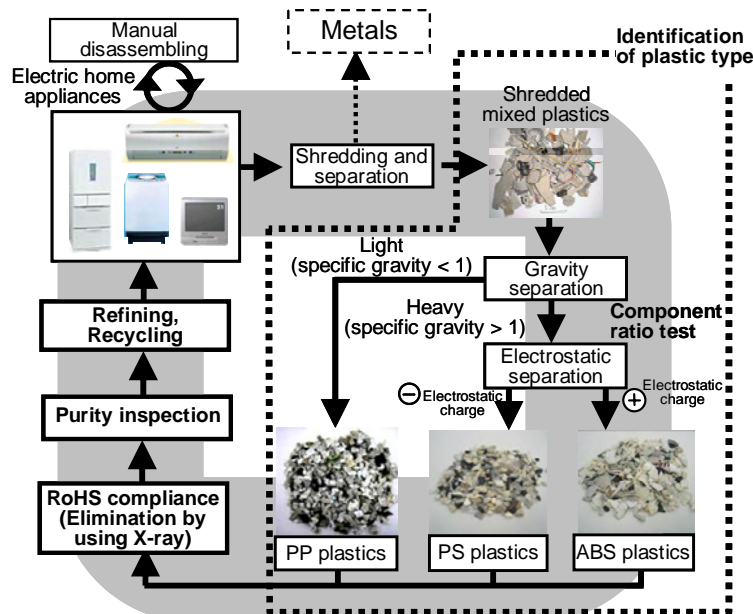 Manual
disassembling
Metals
Identification
of plastic type
Electric home
appliances
Shredded
mixed plastics
Shredding and
separation
Light
(specific gravity < 1)
Gravity
separation
Heavy
(specific gravity > 1)
Component
ratio test
Refining,
Recycling
Electrostatic
separation
− Electrostatic
charge
+ Electrostatic
charge
Purity inspection
RoHS compliance
(Elimination by
using X-ray)
PP plastics
PS plastics
ABS plastics